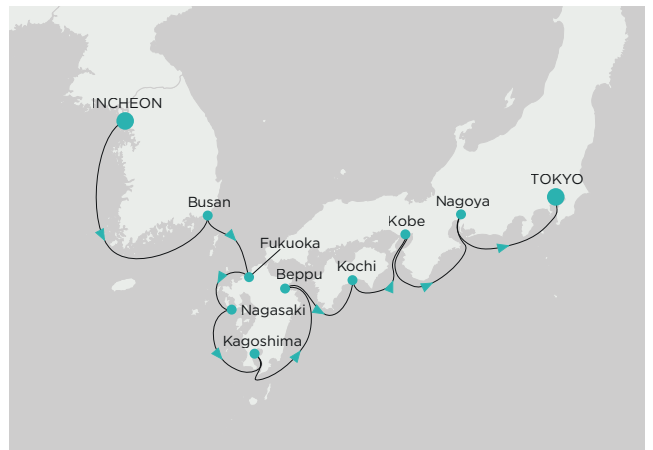 INCHEON
TOKYO
Busan
Nagoya
Kobe
Fukuoka
Kochi
Beppu
Nagasaki
Kagoshima